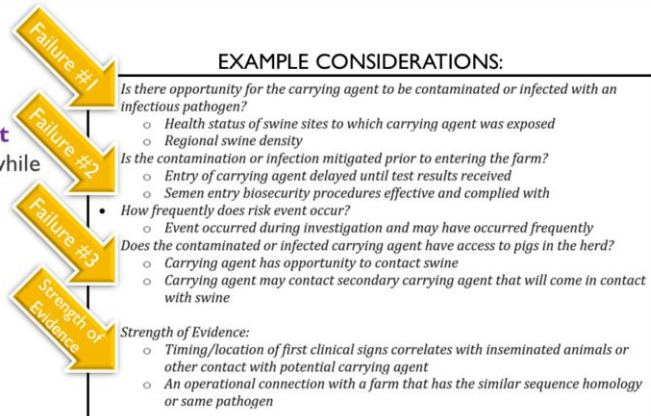 Failure #1
EXAMPLE CONSIDERATIONS:
Is there opportunity for the carrying agent to be contaminated or infected with an
infectious pathogen?
o Health status of swine sites to which carrying agent was exposed
o Regional swine density
t
while
Failure #2
Is the contamination or infection mitigated prior to entering the farm?
o Entry of carrying agent delayed until test results received
o Semen entry biosecurity procedures effective and complied with
• How frequently does risk event occur?
o Event occurred during investigation and may have occurred frequently
Failure #3
Does the contaminated or infected carrying agent have access to pigs in the herd?
o Carrying agent has opportunity to contact swine
o Carrying agent may contact secondary carrying agent that will come in contact
with swine
Strength of
Evidence
Strength of Evidence:
o Timing/location of first clinical signs correlates with inseminated animals or
other contact with potential carrying agent
o An operational connection with a farm that has the similar sequence homology
or same pathogen